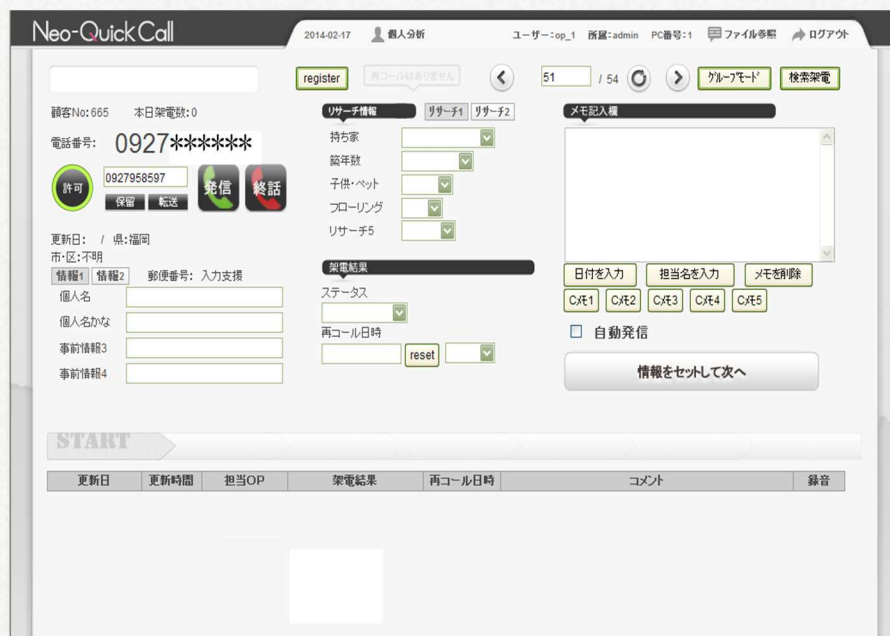 Neo-Quick Call
2014-02-17 個人分析 ユーザー:op_1 所属:admin PC番号:1 ファイル参照 ログアウト
register 再コールはありません 51 / 54 グループモード 検索架電
顧客No:665 本日架電数:0
電話番号: 0927******
許可 0927958597 発信 終話
保留 転送
更新日: / 県:福岡
市・区:不明
情報1 情報2 郵便番号: 入力支援
個人名
個人名かな
事前情報3
事前情報4
リサーチ情報 リサーチ1 リサーチ2
持ち家
築年数
子供・ペット
フローリング
リサーチ5
架電結果
ステータス
再コール日時
reset
メモ記入欄
日付を入力 担当名を入力 メモを削除
Cメモ1 Cメモ2 Cメモ3 Cメモ4 Cメモ5
自動発信
情報をセットして次へ
START
更新日 更新時間 担当OP 架電結果 再コール日時 コメント 録音